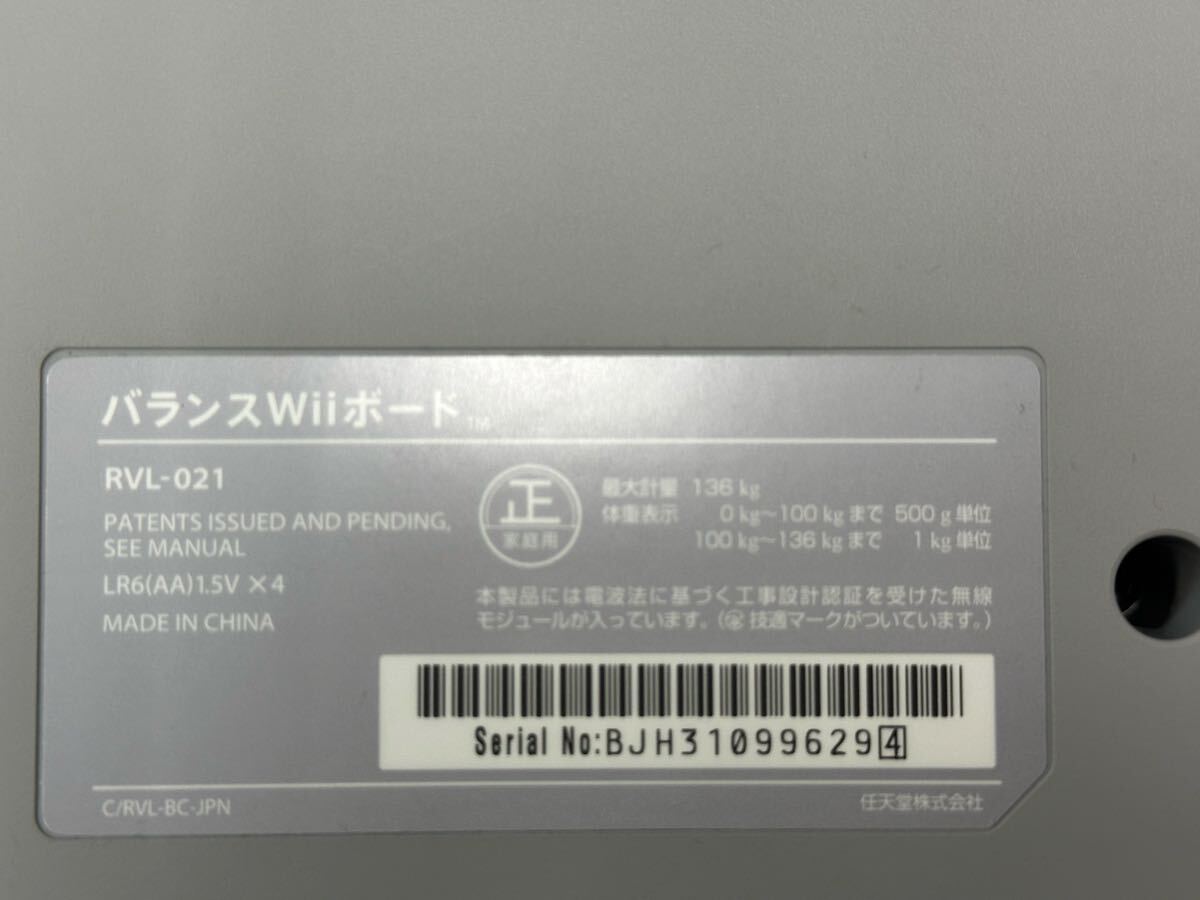 バランスWiiボード™
RVL-021
PATENTS ISSUED AND PENDING,
SEE MANUAL
LR6(AA)1.5V ×4
MADE IN CHINA
正
家庭用
最大計量 136 kg
体重表示 0 kg～100 kg まで 500 g 単位
100 kg～136 kg まで 1 kg 単位
本製品には電波法に基づく工事設計認証を受けた無線
モジュールが入っています。(技適マークがついています。)
Serial No:BJH310996294
C/RVL-BC-JPN
任天堂株式会社